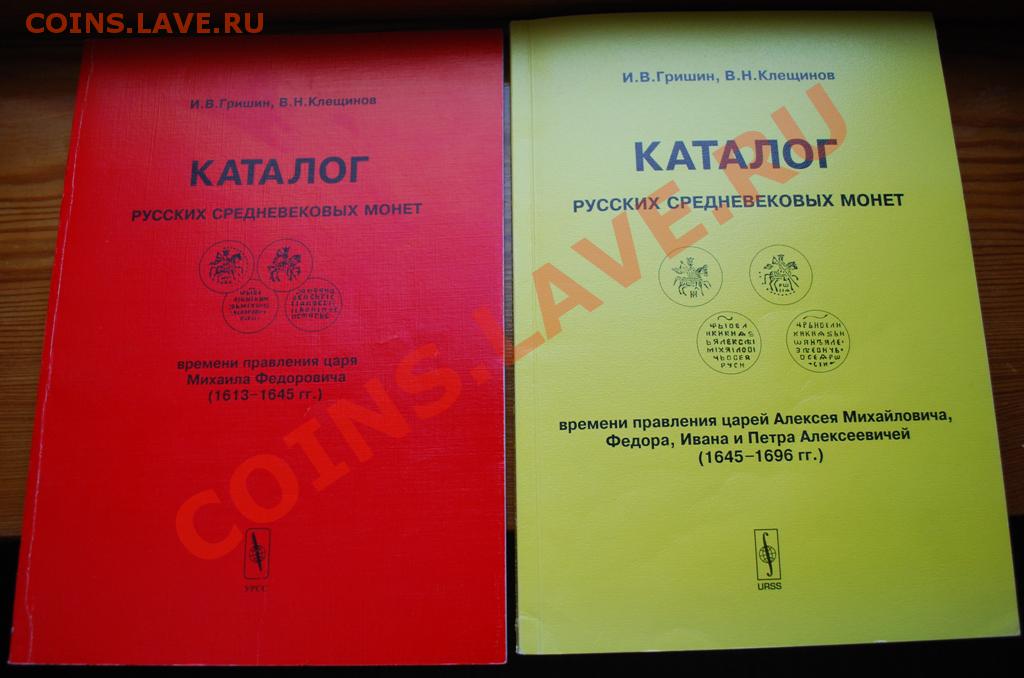 COINS.LAVE.RU
И.В.Гришин, В.Н.Клещинов
КАТАЛОГ
РУССКИХ СРЕДНЕВЕКОВЫХ МОНЕТ
времени правления царя
Михаила Федоровича
(1613-1645 гг.)
УРСС
И.В.Гришин, В.Н.Клещинов
КАТАЛОГ
РУССКИХ СРЕДНЕВЕКОВЫХ МОНЕТ
времени правления царей Алексея Михайловича,
Федора, Ивана и Петра Алексеевичей
(1645-1696 гг.)
URSS
COINS.LAVE.РУ